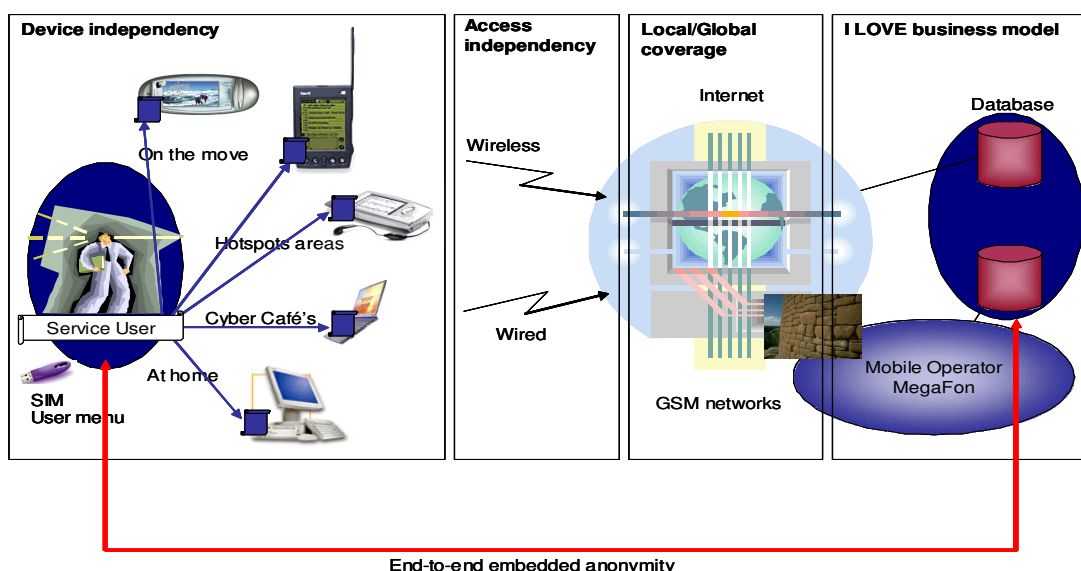 Device independency
Access
independency
Local/Global
coverage
I LOVE business model
Internet
Database
On the move
Wireless
Hotspots areas
Service User
Cyber Café's
Wired
At home
SIM
User menu
GSM networks
Mobile Operator
MegaFon
End-to-end embedded anonymity